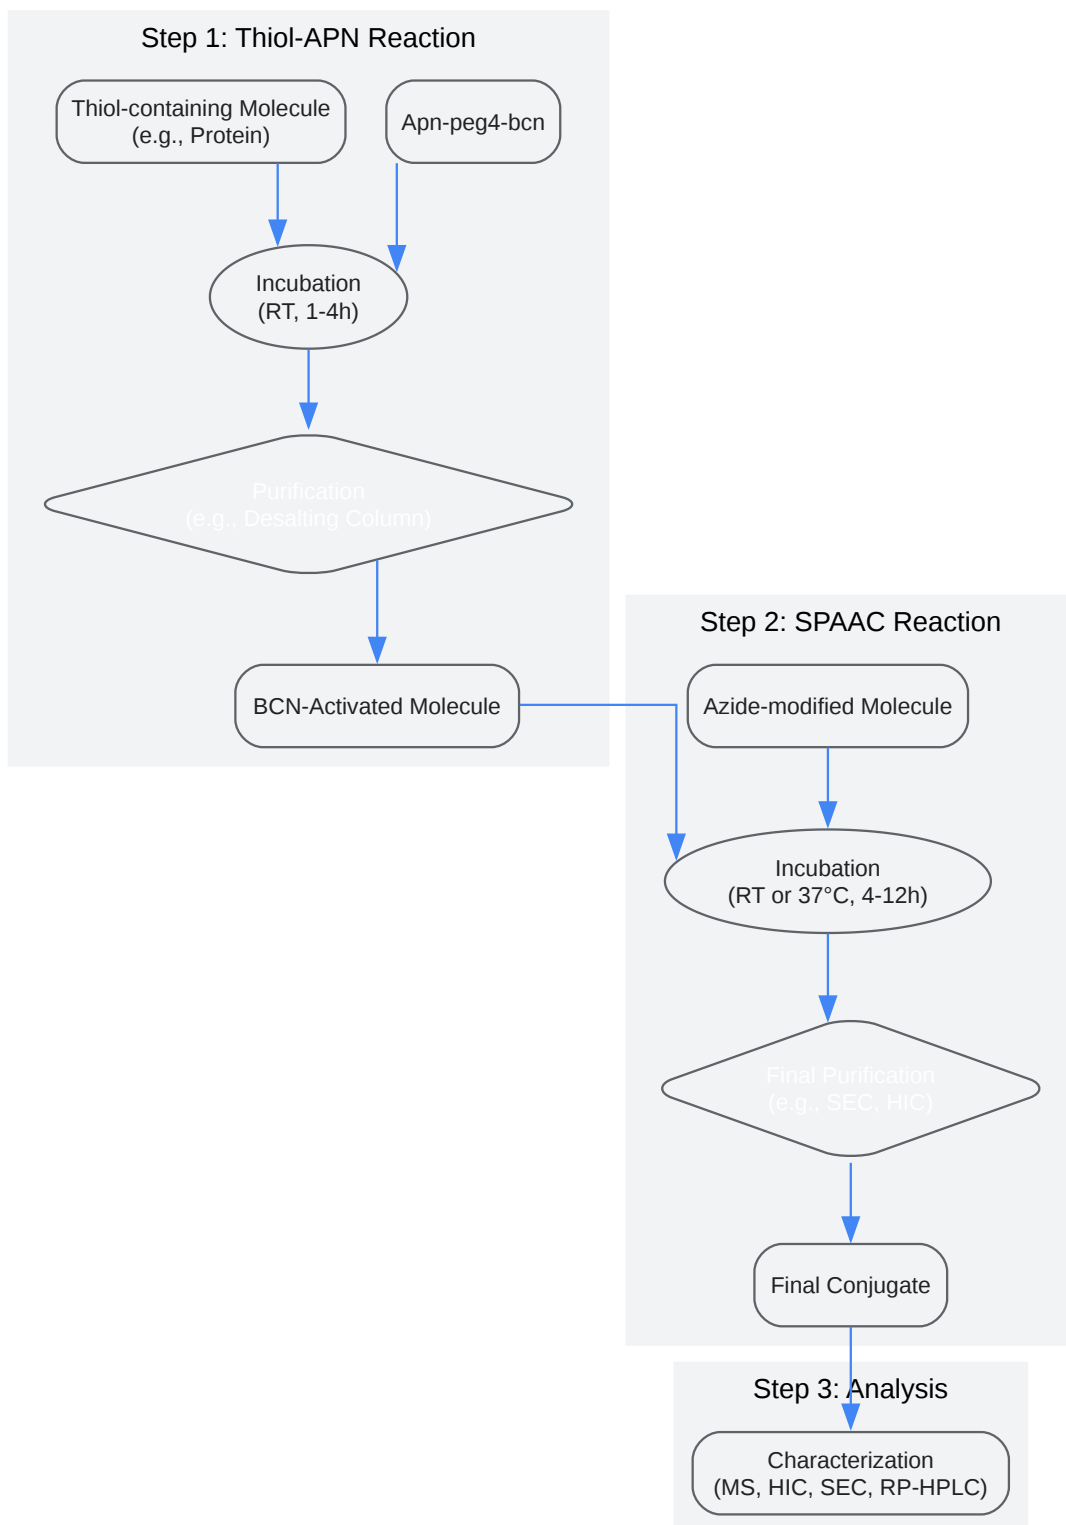 Step 1: Thiol-APN Reaction
Thiol-containing Molecule
(e.g., Protein)
Apn-peg4-bcn
Incubation
(RT, 1-4h)
Purification
(e.g., Desalting Column)
BCN-Activated Molecule
Step 2: SPAAC Reaction
Azide-modified Molecule
Incubation
(RT or 37°C, 4-12h)
Final Purification
(e.g., SEC, HIC)
Final Conjugate
Step 3: Analysis
Characterization
(MS, HIC, SEC, RP-HPLC)